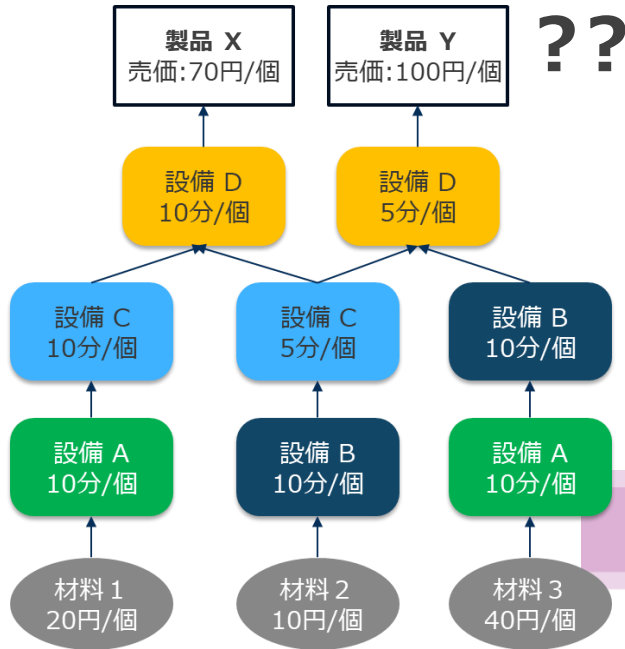 製品 X
売価:70円/個
製品 Y
売価:100円/個
??
設備 D
10分/個
設備 D
5分/個
設備 C
10分/個
設備 C
5分/個
設備 B
10分/個
設備 A
10分/個
設備 B
10分/個
設備 A
10分/個
材料1
20円/個
材料2
10円/個
材料3
40円/個